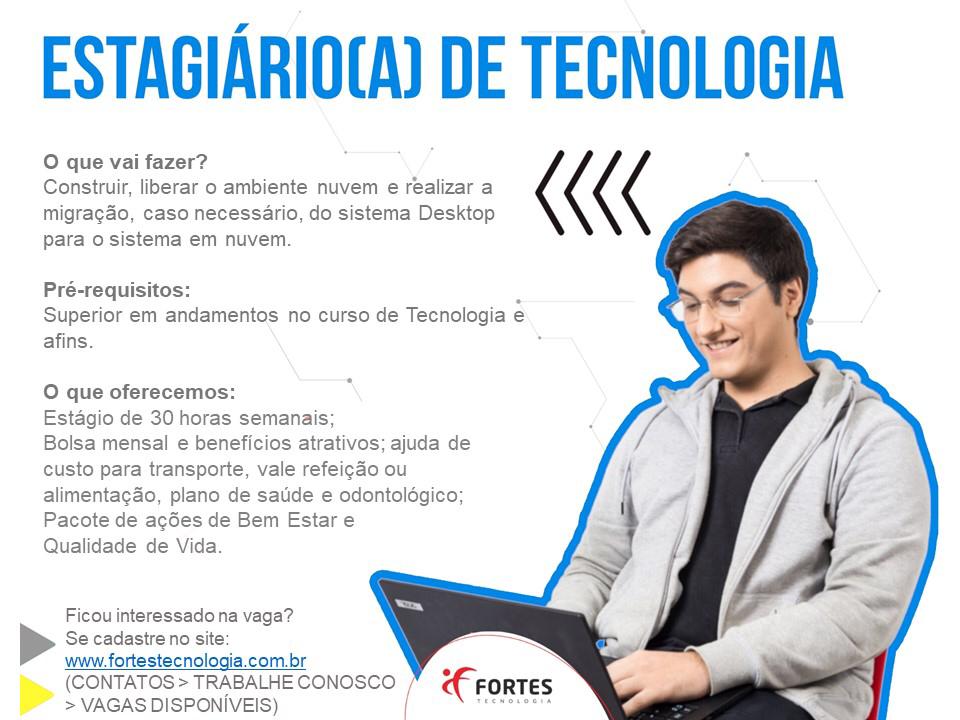 ESTAGIÁRIO(A) DE TECNOLOGIA
O que vai fazer?
Construir, liberar o ambiente nuvem e realizar a
migração, caso necessário, do sistema Desktop
para o sistema em nuvem.
Pré-requisitos:
Superior em andamentos no curso de Tecnologia e
afins.
O que oferecemos:
Estágio de 30 horas semanais;
Bolsa mensal e benefícios atrativos; ajuda de
custo para transporte, vale refeição ou
alimentação, plano de saúde e odontológico;
Pacote de ações de Bem Estar e
Qualidade de Vida.
Ficou interessado na vaga?
Se cadastre no site:
www.fortestecnologia.com.br
(CONTATOS > TRABALHE CONOSCO
> VAGAS DISPONÍVEIS)
FORTES
TECNOLOGIA